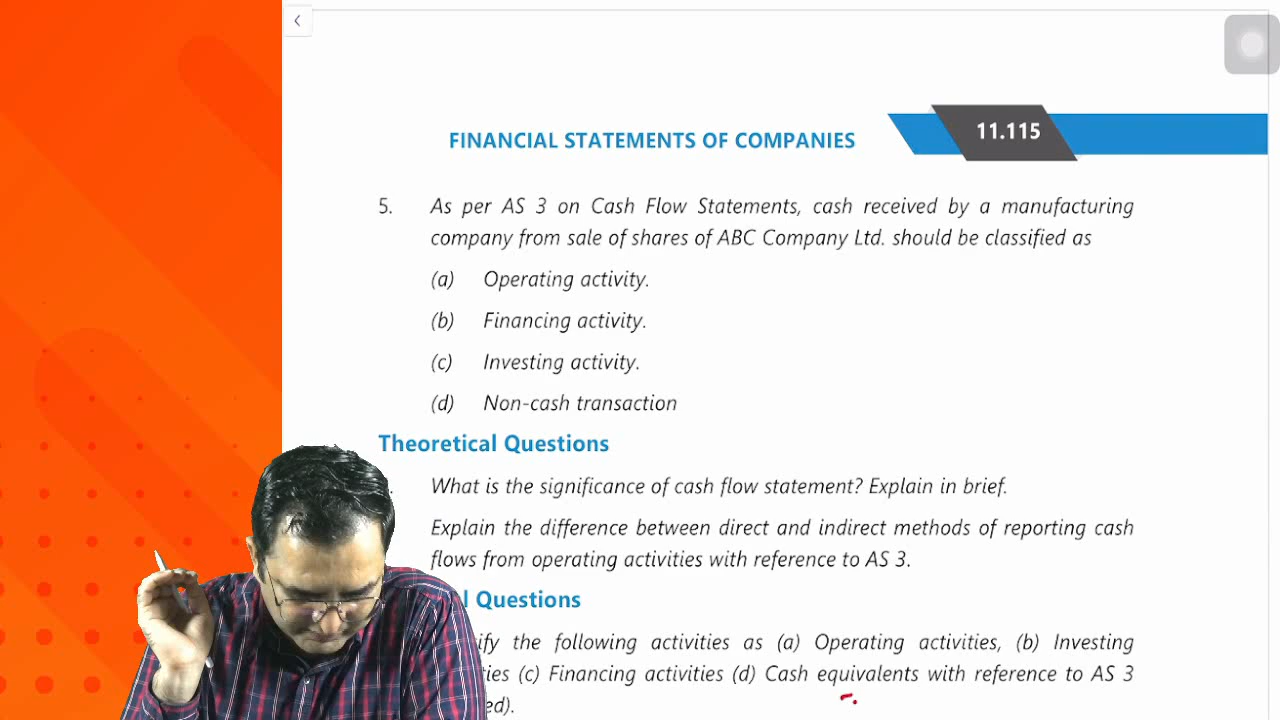 FINANCIAL STATEMENTS OF COMPANIES
11.115
5. As per AS 3 on Cash Flow Statements, cash received by a manufacturing
company from sale of shares of ABC Company Ltd. should be classified as
(a) Operating activity.
(b) Financing activity.
(c) Investing activity.
(d) Non-cash transaction
Theoretical Questions
What is the significance of cash flow statement? Explain in brief.
Explain the difference between direct and indirect methods of reporting cash
flows from operating activities with reference to AS 3.
l Questions
ify the following activities as (a) Operating activities, (b) Investing
ies (c) Financing activities (d) Cash equivalents with reference to AS 3
ed).